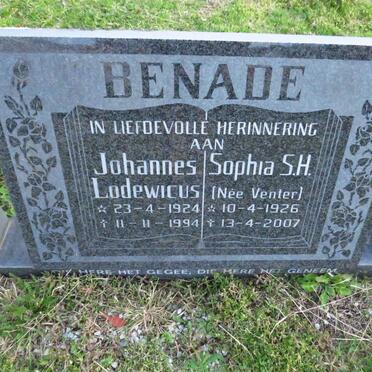 BENADE
IN LIEFDEVOLLE HERINNERING
AAN
Johannes Sophia S.H.
Lodewicus (Née Venter)
☆ 23-4-1924 ☆ 10-4-1926
† 11-11-1994 † 13-4-2007
HERE HET GEGEE, DIE HERE HET GENEEM